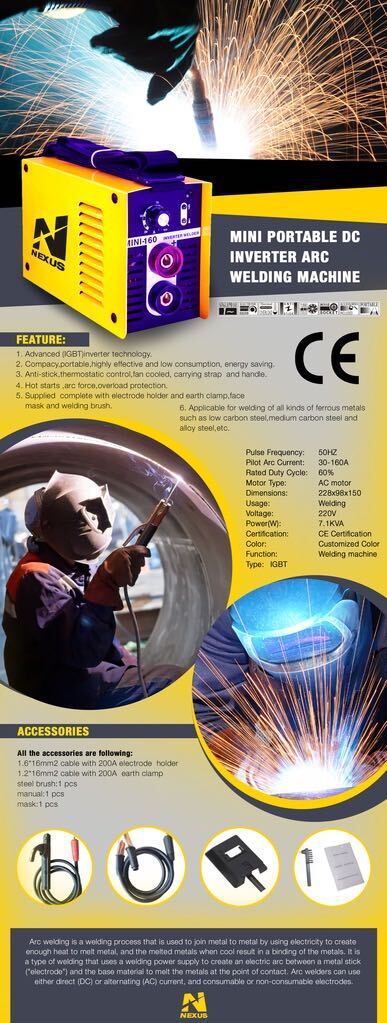 NEXUS
MINI-160 INVERTER WELDER
MINI PORTABLE DC
INVERTER ARC
WELDING MACHINE
PORTABLE
FEATURE:
1. Advanced (IGBT)inverter technology.
2. Compacy,portable,highly effective and low consumption, energy saving.
3. Anti-stick,thermostatic control,fan cooled, carrying strap and handle.
4. Hot starts ,arc force,overload protection.
5. Supplied complete with electrode holder and earth clamp,face
mask and welding brush.
CE
6. Applicable for welding of all kinds of ferrous metals
such as low carbon steel,medium carbon steel and
alloy steel,etc.
Pulse Frequency: 50HZ
Pilot Arc Current: 30-160A
Rated Duty Cycle: 60%
Motor Type: AC motor
Dimensions: 228x98x150
Usage: Welding
Voltage: 220V
Power(W): 7.1KVA
Certification: CE Certification
Color: Customized Color
Function: Welding machine
Type: IGBT
ACCESSORIES
All the accessories are following:
1.6*16mm2 cable with 200A electrode holder
1.2*16mm2 cable with 200A earth clamp
steel brush:1 pcs
manual:1 pcs
mask:1 pcs
Arc welding is a welding process that is used to join metal to metal by using electricity to create
enough heat to melt metal, and the melted metals when cool result in a binding of the metals. It is
a type of welding that uses a welding power supply to create an electric arc between a metal stick
("electrode") and the base material to melt the metals at the point of contact. Arc welders can use
either direct (DC) or alternating (AC) current, and consumable or non-consumable electrodes.
NEXUS